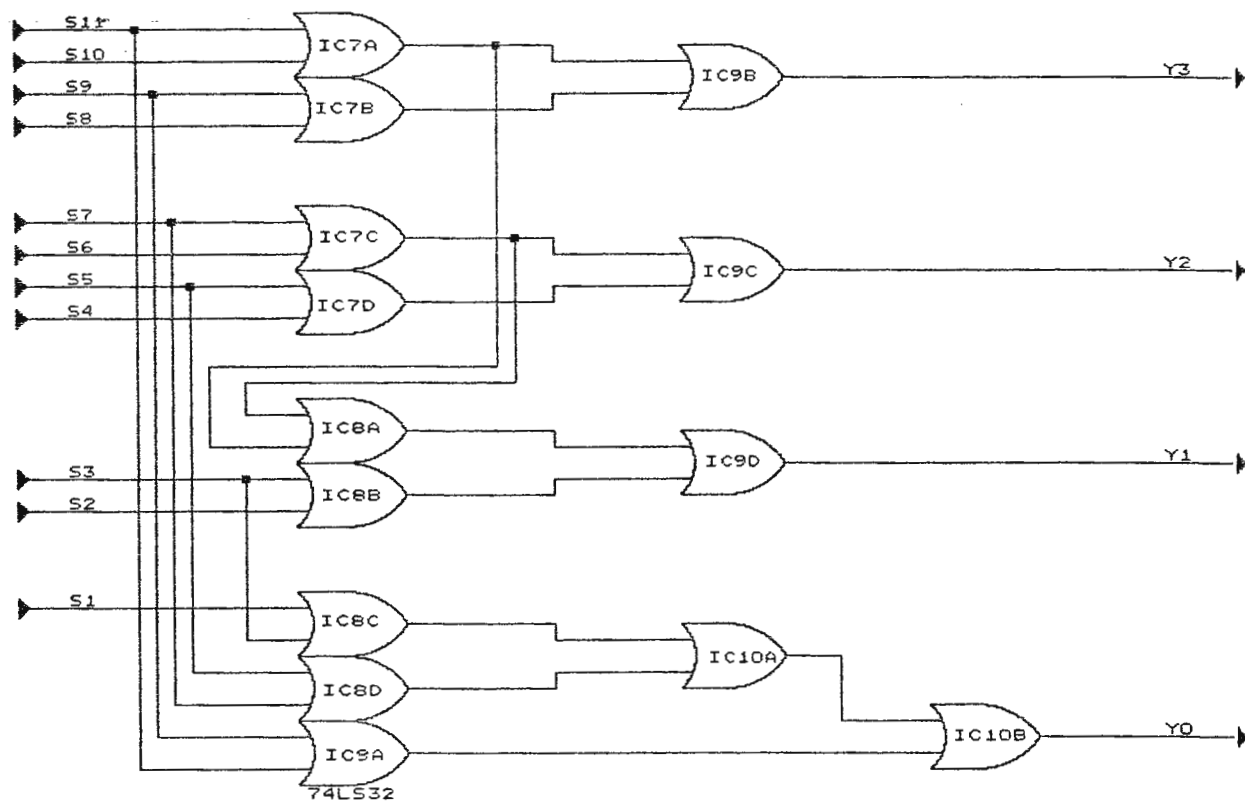 S11
IC7A
S10
IC9B
Y3
S9
IC7B
S8
S7
IC7C
S6
IC9C
Y2
S5
IC7D
S4
IC8A
IC9D
Y1
S3
IC8B
S2
S1
IC8C
IC10A
IC8D
IC10B
Y0
IC9A
74LS32